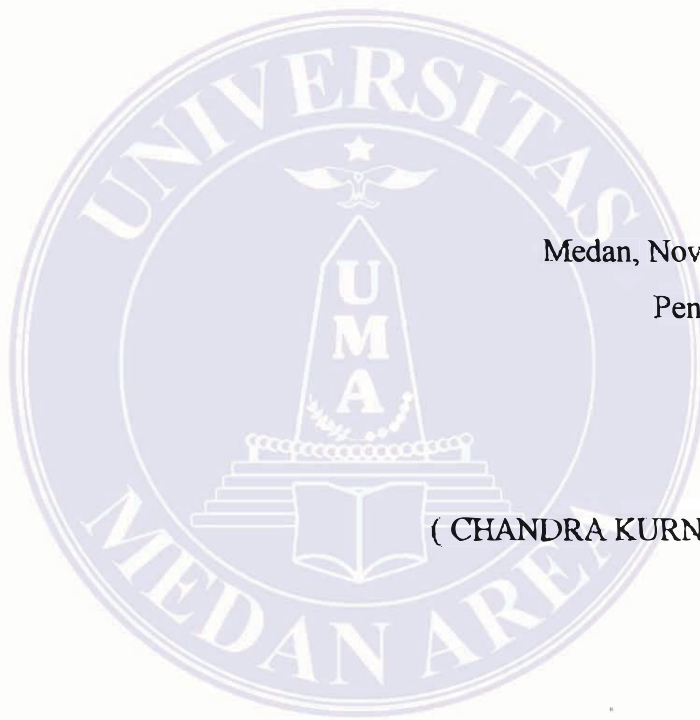 UNIVERSITAS
Medan, Nov
Pen
U
M
A
( CHANDRA KURN
MEDAN AREA